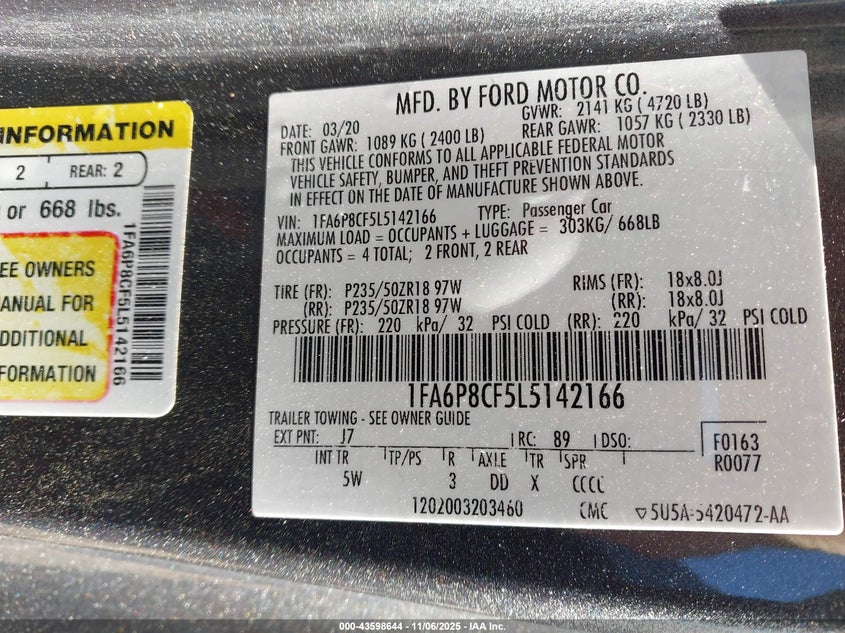 INFORMATION
2 REAR: 2
or 668 lbs.
EE OWNERS
MANUAL FOR
DDITIONAL
FORMATION
1FA6P8CF5L5142166
MFD. BY FORD MOTOR CO.
DATE: 03/20 GVWR: 2141 KG ( 4720 LB)
FRONT GAWR: 1089 KG ( 2400 LB) REAR GAWR: 1057 KG ( 2330 LB)
THIS VEHICLE CONFORMS TO ALL APPLICABLE FEDERAL MOTOR
VEHICLE SAFETY, BUMPER, AND THEFT PREVENTION STANDARDS
IN EFFECT ON THE DATE OF MANUFACTURE SHOWN ABOVE.
VIN: 1FA6P8CF5L5142166 TYPE: Passenger Car
MAXIMUM LOAD = OCCUPANTS + LUGGAGE = 303KG/ 668LB
OCCUPANTS = 4 TOTAL; 2 FRONT, 2 REAR
TIRE (FR): P235/50ZR18 97W RIMS (FR): 18x8.0J
(RR): P235/50ZR18 97W (RR): 18x8.0J
PRESSURE (FR): 220 kPa/ 32 PSI COLD (RR): 220 kPa/ 32 PSI COLD
1FA6P8CF5L5142166
TRAILER TOWING - SEE OWNER GUIDE
EXT PNT: J7 RC: 89 DSO: F0163
INT TR TP/PS R AXLE TR SPR R0077
5W 3 DD X CCCC
1202003203460 CMC 5U5A-5420472-AA
000-43598644 - 11/06/2025 - IAA Inc.